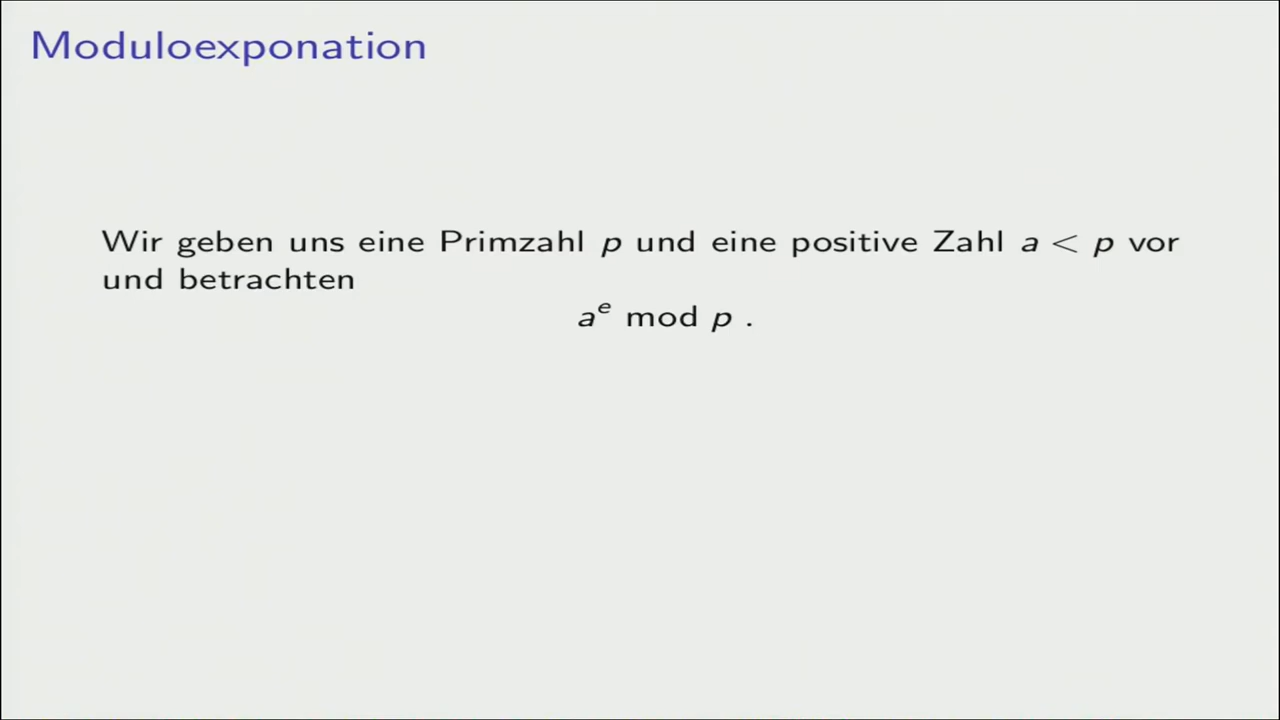 Moduloexponation
Wir geben uns eine Primzahl p und eine positive Zahl a < p vor
und betrachten
a^e mod p .